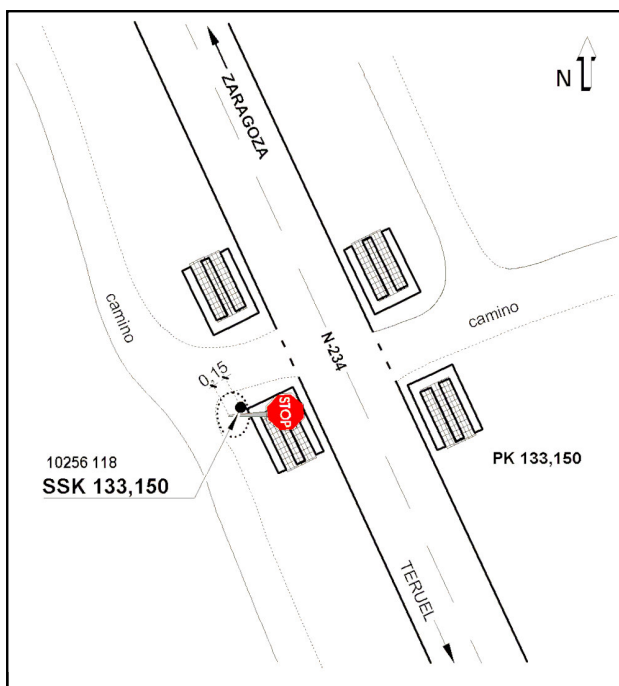 ZARAGOZA
N
camino
camino
N-234
0,15
STOP
10256 118
SSK 133,150
PK 133,150
TERUEL